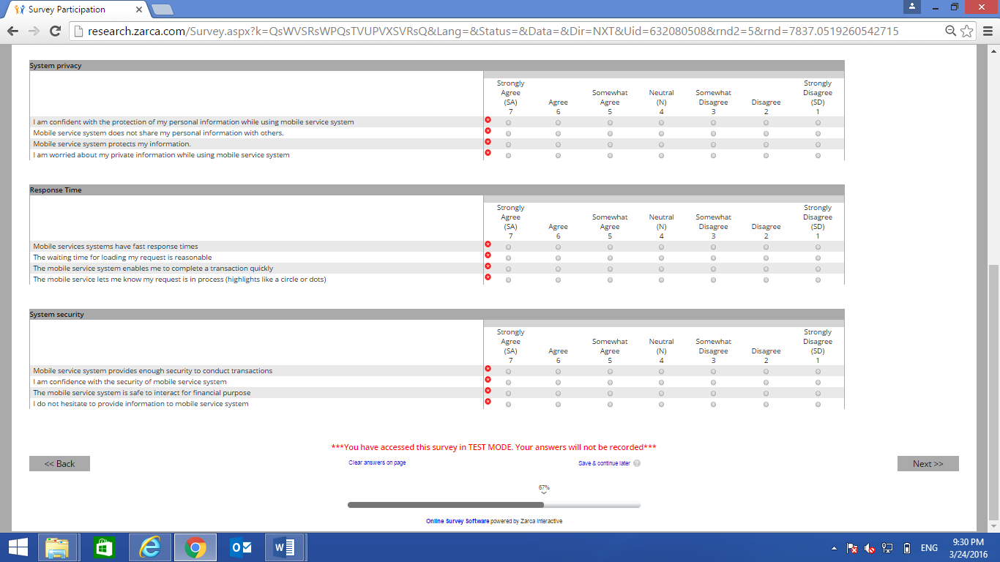 Survey Participation
research.zarca.com/Survey.aspx?k=QsWVSRsWPQsTVUPVXSVRsQ&Lang=&Status=&Data=&Dir=NXT&Uid=632080508&rnd2=5&rnd=7837.0519260542715
System privacy
Strongly Agree (SA) 7 Agree 6 Somewhat Agree 5 Neutral (N) 4 Somewhat Disagree 3 Disagree 2 Strongly Disagree (SD) 1
I am confident with the protection of my personal information while using mobile service system
Mobile service system does not share my personal information with others.
Mobile service system protects my information.
I am worried about my private information while using mobile service system
Response Time
Strongly Agree (SA) 7 Agree 6 Somewhat Agree 5 Neutral (N) 4 Somewhat Disagree 3 Disagree 2 Strongly Disagree (SD) 1
Mobile services systems have fast response times
The waiting time for loading my request is reasonable
The mobile service system enables me to complete a transaction quickly
The mobile service lets me know my request is in process (highlights like a circle or dots)
System security
Strongly Agree (SA) 7 Agree 6 Somewhat Agree 5 Neutral (N) 4 Somewhat Disagree 3 Disagree 2 Strongly Disagree (SD) 1
Mobile service system provides enough security to conduct transactions
I am confidence with the security of mobile service system
The mobile service system is safe to interact for financial purpose
I do not hesitate to provide information to mobile service system
***You have accessed this survey in TEST MODE. Your answers will not be recorded***
<< Back Clear answers on page Save & continue later ? Next >>
67%
Online Survey Software powered by Zarca Interactive
ENG 9:30 PM
3/24/2016